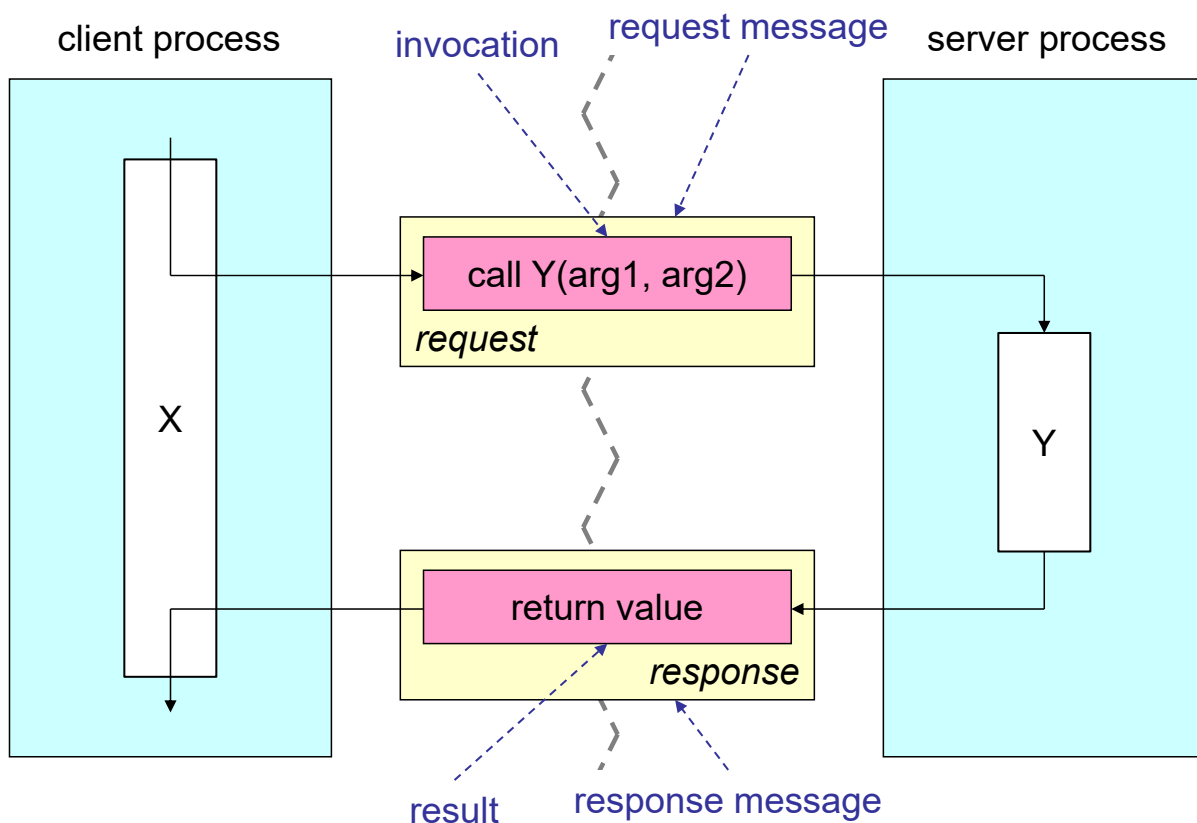 client process
invocation
request message
server process
call Y(arg1, arg2)
request
X
Y
return value
response
result
response message